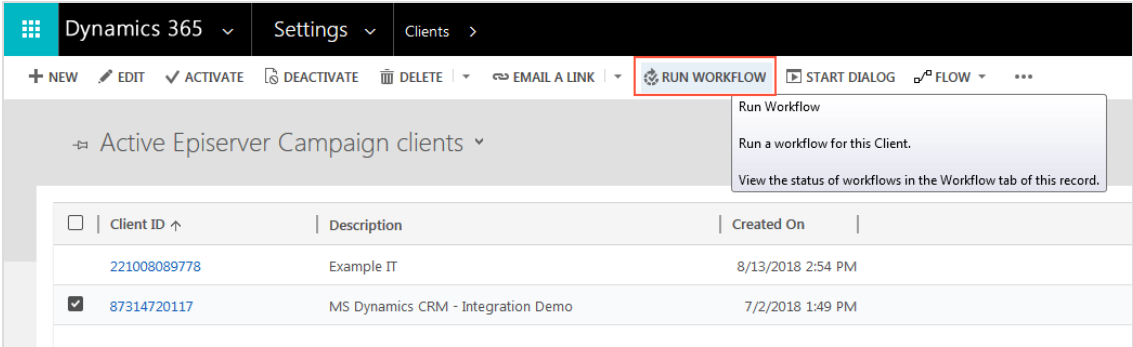 Dynamics 365 Settings Clients >
+ NEW EDIT ACTIVATE DEACTIVATE DELETE EMAIL A LINK RUN WORKFLOW START DIALOG FLOW ...
Run Workflow
Active Episerver Campaign clients
Run a workflow for this Client.
View the status of workflows in the Workflow tab of this record.
Client ID ↑ Description Created On
221008089778 Example IT 8/13/2018 2:54 PM
87314720117 MS Dynamics CRM - Integration Demo 7/2/2018 1:49 PM